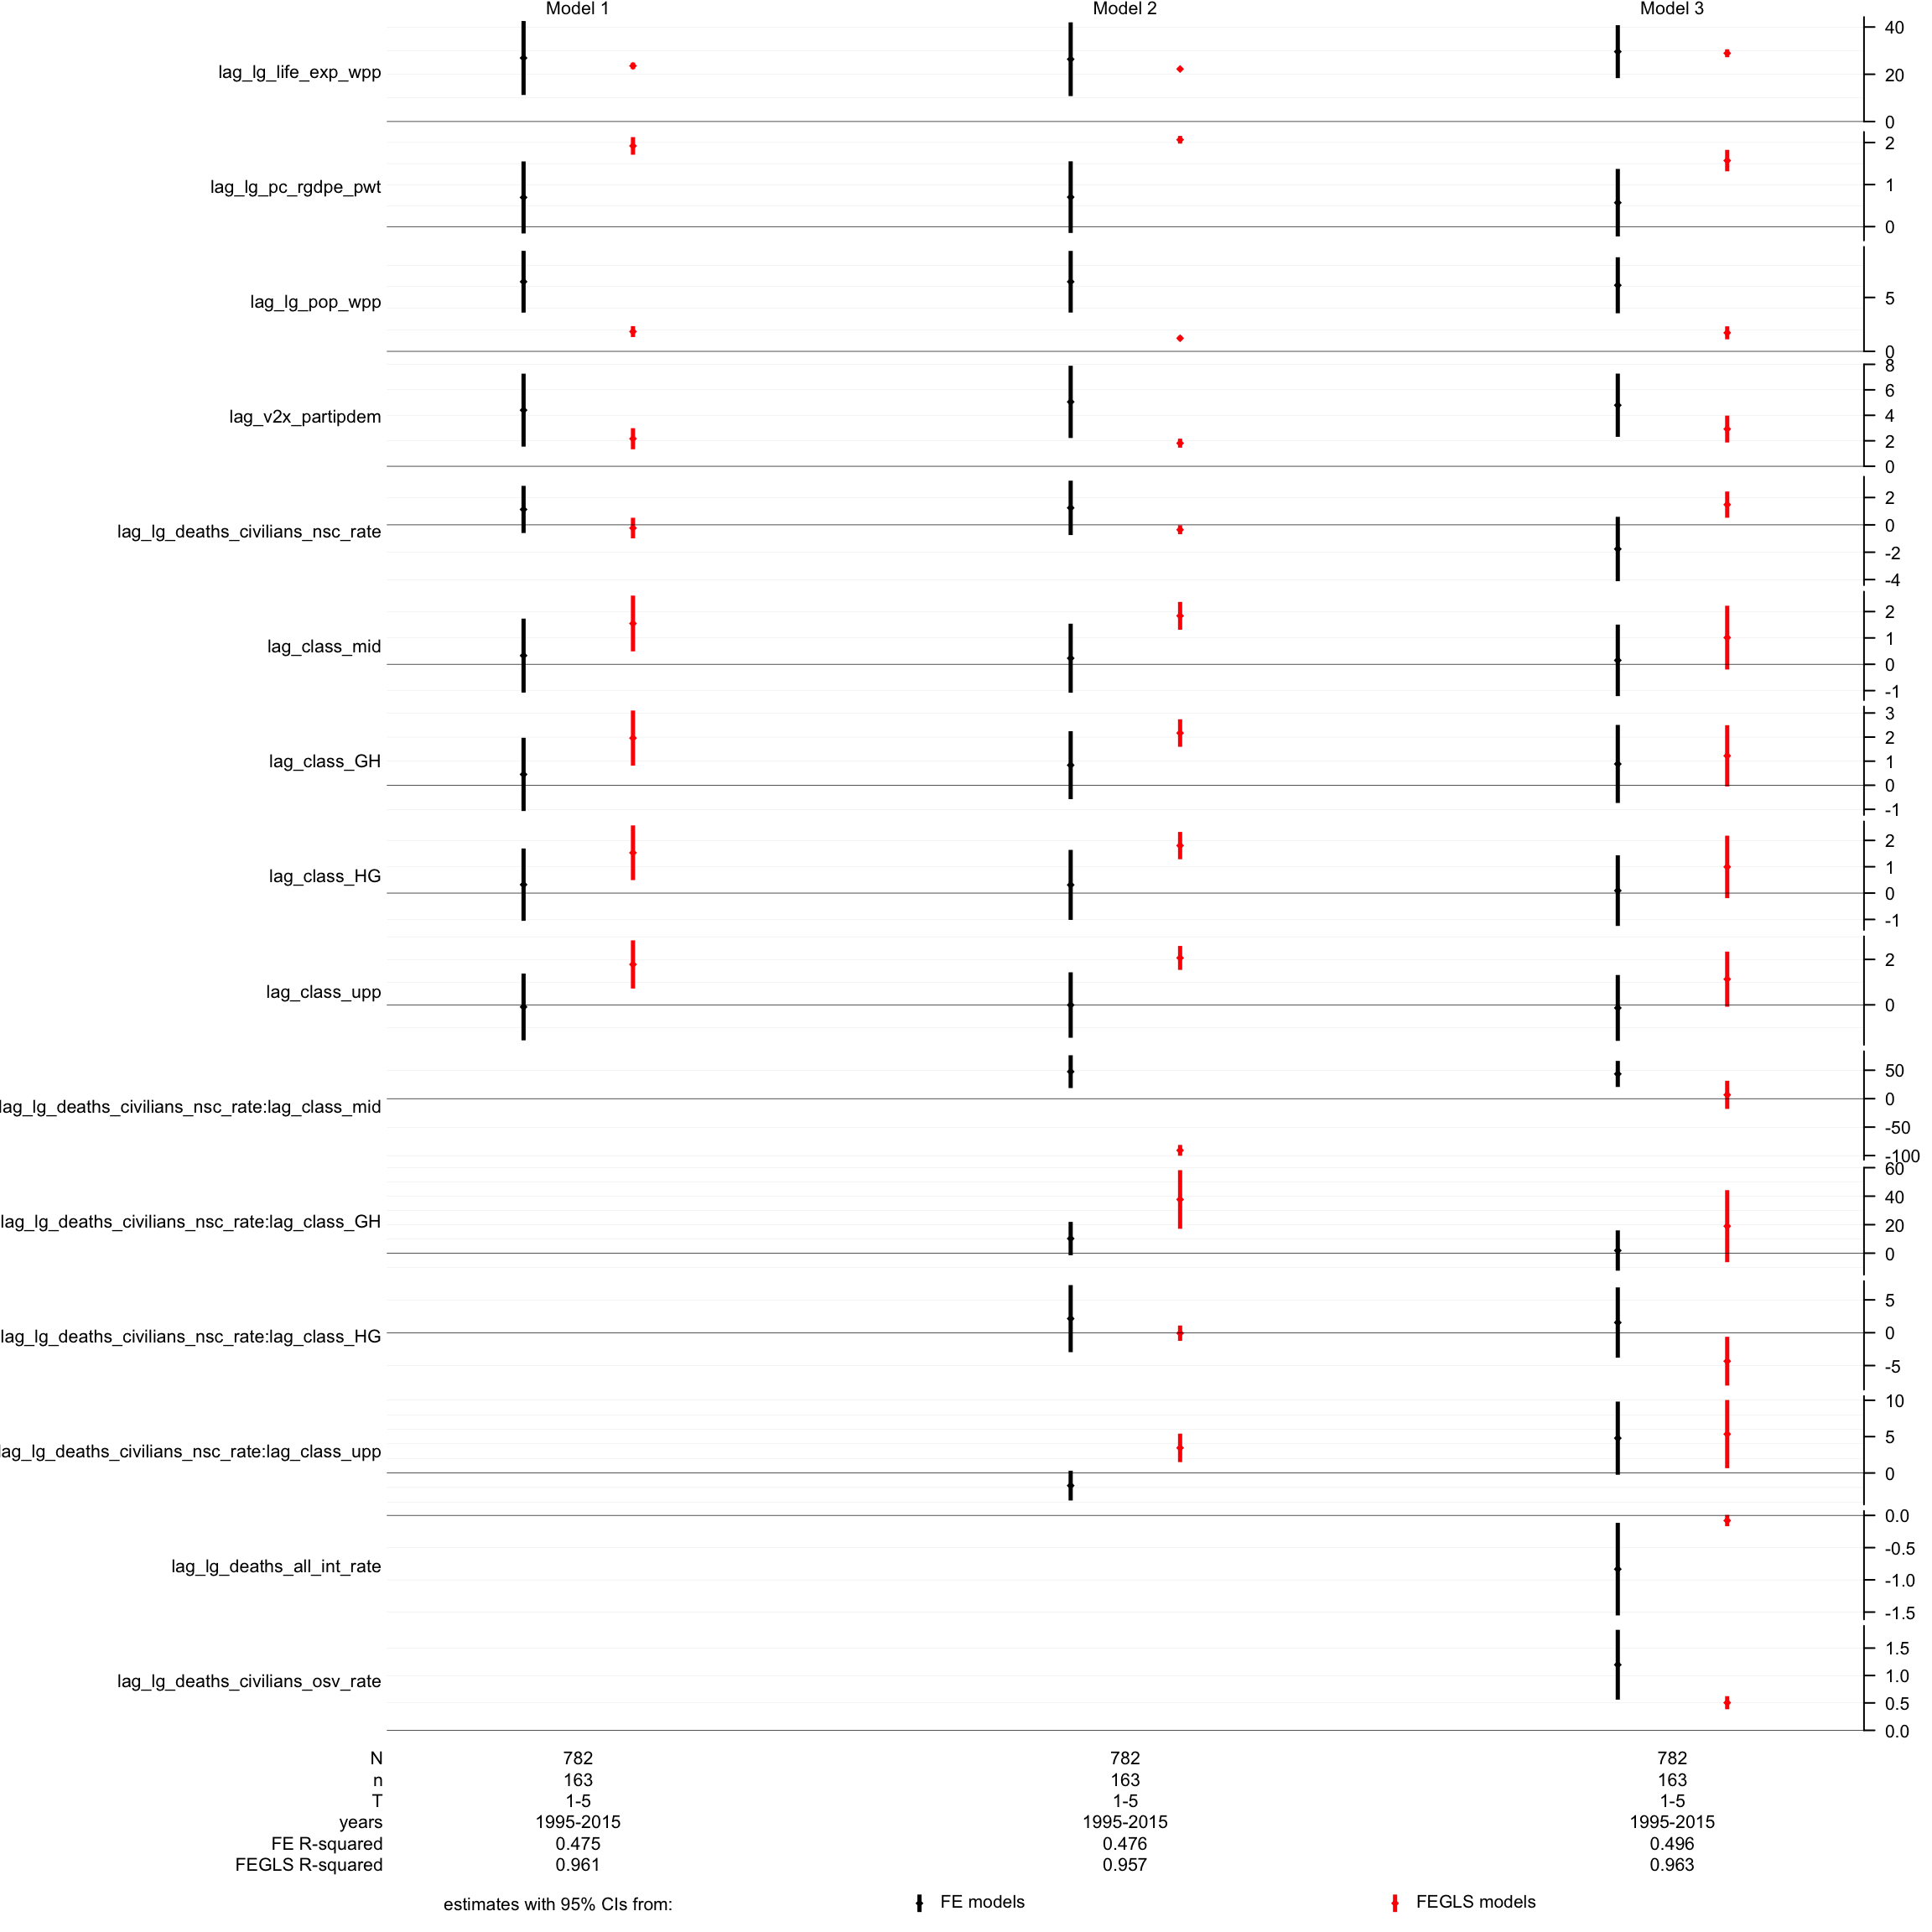 Model 1 Model 2 Model 3
lag_lg_life_exp_wpp
40
20
0
lag_lg_pc_rgdpe_pwt
2
1
0
lag_lg_pop_wpp
5
0
lag_v2x_partipdem
8
6
4
2
0
lag_lg_deaths_civilians_nsc_rate
2
0
-2
-4
lag_class_mid
2
1
0
-1
lag_class_GH
3
2
1
0
-1
lag_class_HG
2
1
0
-1
lag_class_upp
2
0
lag_lg_deaths_civilians_nsc_rate:lag_class_mid
50
0
-50
-100
lag_lg_deaths_civilians_nsc_rate:lag_class_GH
60
40
20
0
lag_lg_deaths_civilians_nsc_rate:lag_class_HG
5
0
-5
lag_lg_deaths_civilians_nsc_rate:lag_class_upp
10
5
0
lag_lg_deaths_all_int_rate
0.0
-0.5
-1.0
-1.5
lag_lg_deaths_civilians_osv_rate
1.5
1.0
0.5
0.0
N 782 782 782
n 163 163 163
T 1-5 1-5 1-5
years 1995-2015 1995-2015 1995-2015
FE R-squared 0.475 0.476 0.496
FEGLS R-squared 0.961 0.957 0.963
estimates with 95% CIs from: FE models FEGLS models